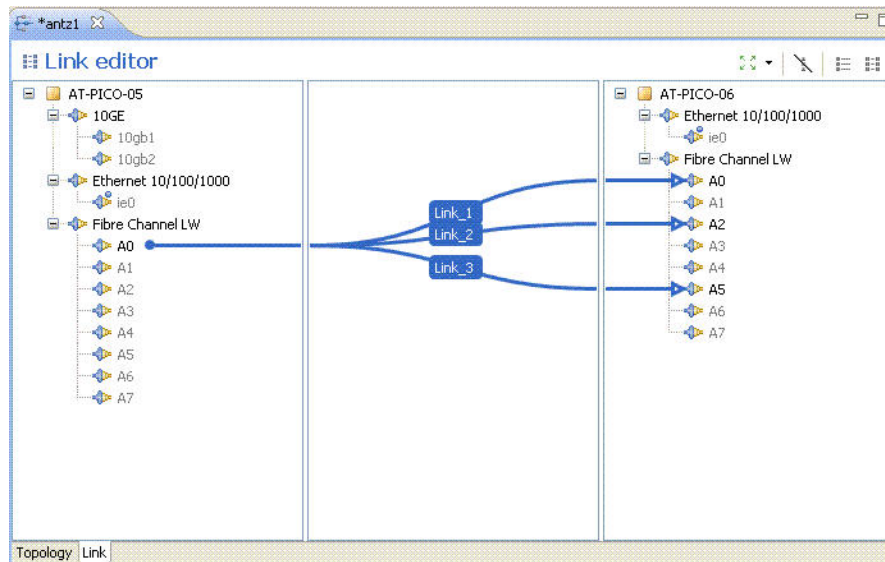 *antz1
Link editor
AT-PICO-05
10GE
10gb1
10gb2
Ethernet 10/100/1000
ie0
Fibre Channel LW
A0
A1
A2
A3
A4
A5
A6
A7
Link_1
Link_2
Link_3
AT-PICO-06
Ethernet 10/100/1000
ie0
Fibre Channel LW
A0
A1
A2
A3
A4
A5
A6
A7
Topology Link